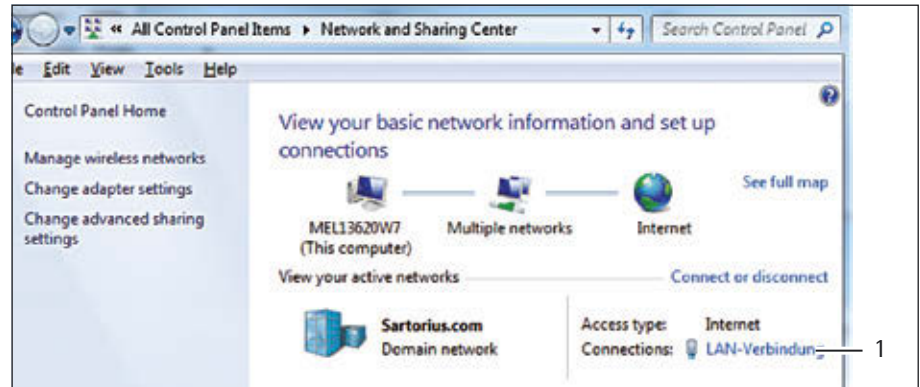 « All Control Panel Items ▸ Network and Sharing Center
Search Control Panel
Edit View Tools Help
Control Panel Home
Manage wireless networks
Change adapter settings
Change advanced sharing
settings
View your basic network information and set up
connections
See full map
MEL13620W7
(This computer)
Multiple networks
Internet
View your active networks
Connect or disconnect
Sartorius.com
Domain network
Access type: Internet
Connections: LAN-Verbindung
1